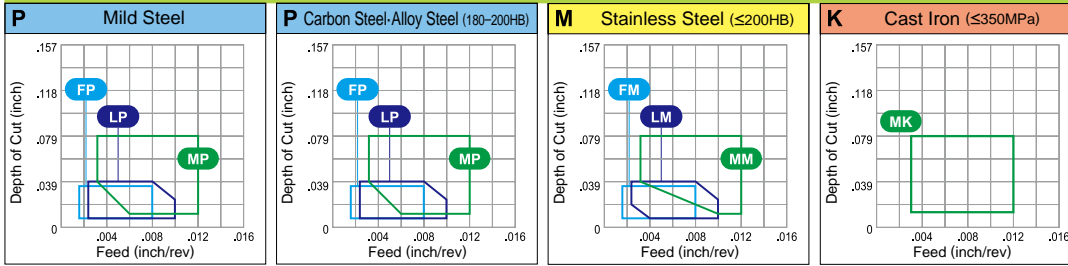 P Mild Steel
Depth of Cut (inch)
.157
.118
.079
.039
0
FP
LP
MP
.004 .008 .012 .016
Feed (inch/rev)
P Carbon Steel·Alloy Steel (180–200HB)
Depth of Cut (inch)
.157
.118
.079
.039
0
FP
LP
MP
.004 .008 .012 .016
Feed (inch/rev)
M Stainless Steel (≤200HB)
Depth of Cut (inch)
.157
.118
.079
.039
0
FM
LM
MM
.004 .008 .012 .016
Feed (inch/rev)
K Cast Iron (≤350MPa)
Depth of Cut (inch)
.157
.118
.079
.039
0
MK
.004 .008 .012 .016
Feed (inch/rev)